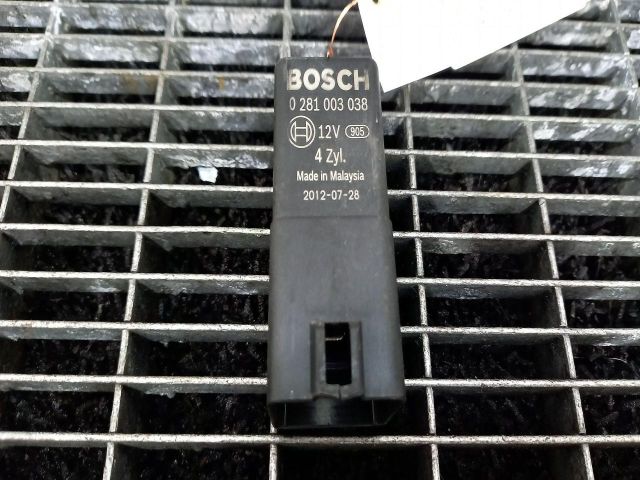 BOSCH
0 281 003 038
12V 905
4 Zyl.
Made in Malaysia
2012-07-28